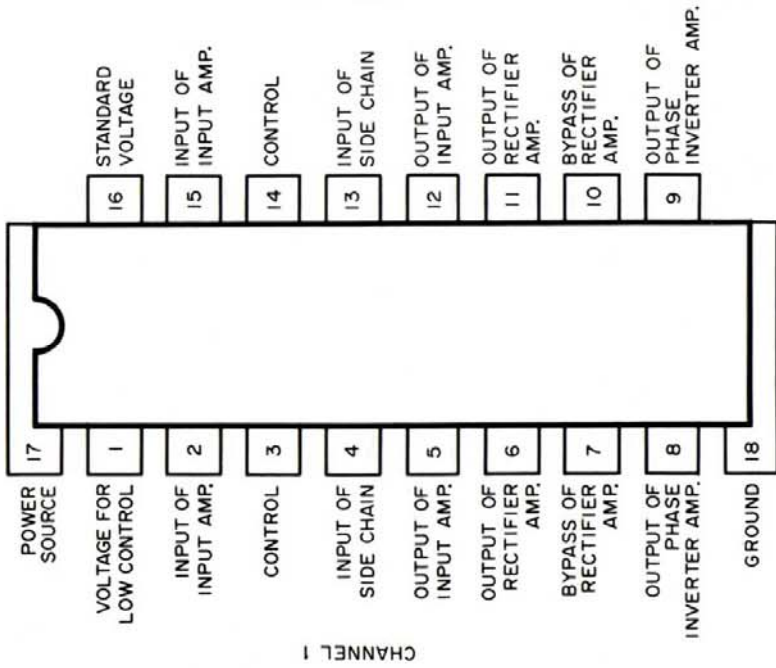 POWER
SOURCE
17
VOLTAGE FOR
LOW CONTROL
1
INPUT OF
INPUT AMP.
2
CONTROL
3
INPUT OF
SIDE CHAIN
4
OUTPUT OF
INPUT AMP.
5
OUTPUT OF
RECTIFIER
AMP.
6
BYPASS OF
RECTIFIER
AMP.
7
OUTPUT OF
PHASE
INVERTER AMP.
8
GROUND
18
STANDARD
VOLTAGE
16
INPUT OF
INPUT AMP.
15
CONTROL
14
INPUT OF
SIDE CHAIN
13
OUTPUT OF
INPUT AMP.
12
OUTPUT OF
RECTIFIER
AMP.
11
BYPASS OF
RECTIFIER
AMP.
10
OUTPUT OF
PHASE
INVERTER AMP.
9
CHANNEL 1